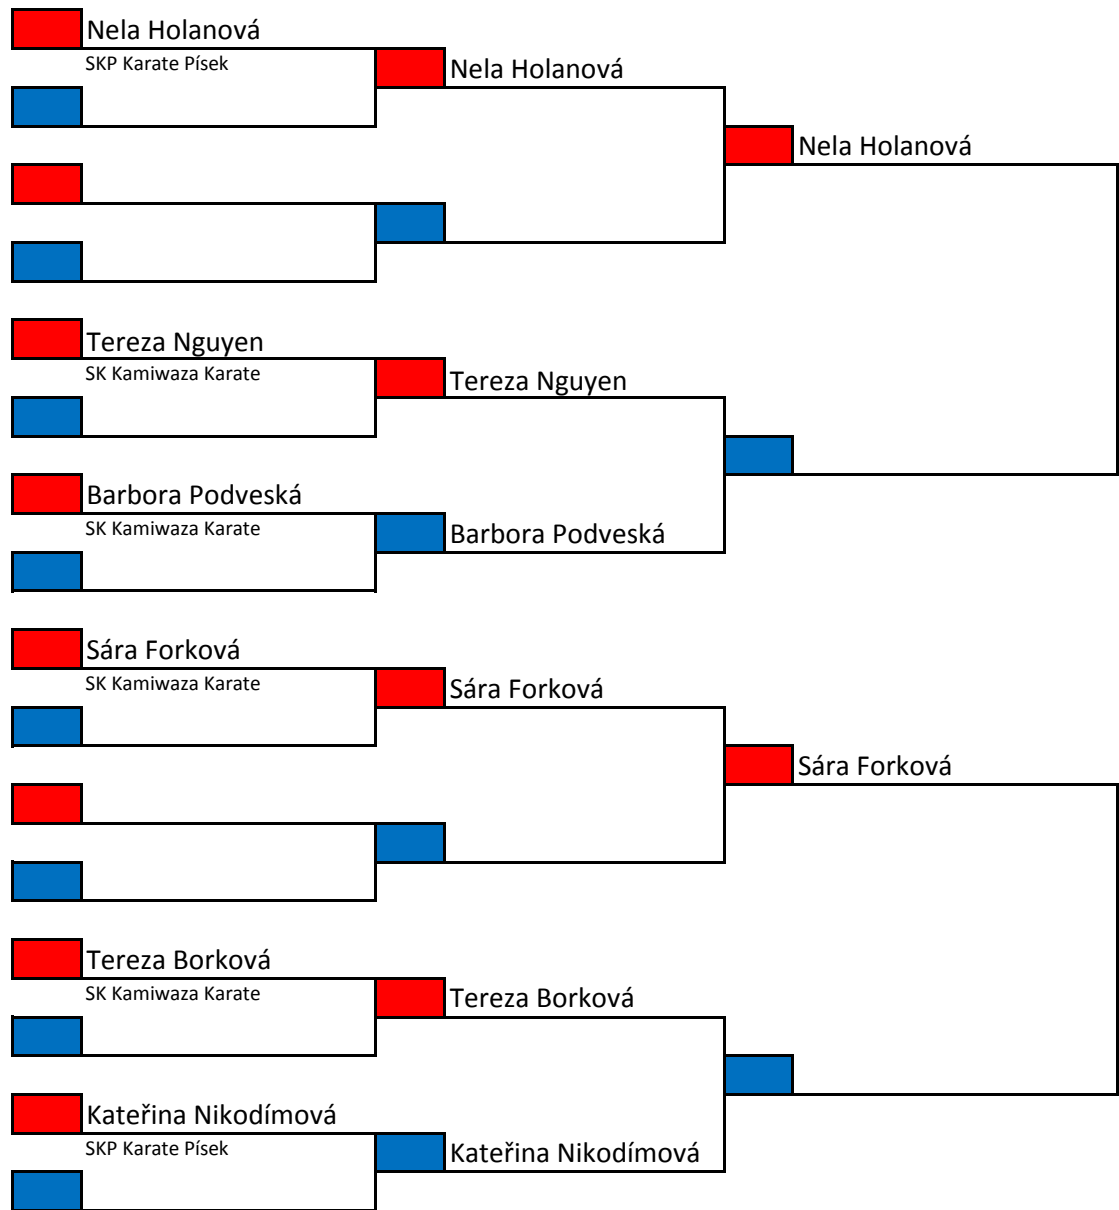 Nela Holanová
SKP Karate Písek
Nela Holanová
Nela Holanová
Tereza Nguyen
SK Kamiwaza Karate
Tereza Nguyen
Barbora Podveská
SK Kamiwaza Karate
Barbora Podveská
Sára Forková
SK Kamiwaza Karate
Sára Forková
Sára Forková
Tereza Borková
SK Kamiwaza Karate
Tereza Borková
Kateřina Nikodímová
SKP Karate Písek
Kateřina Nikodímová